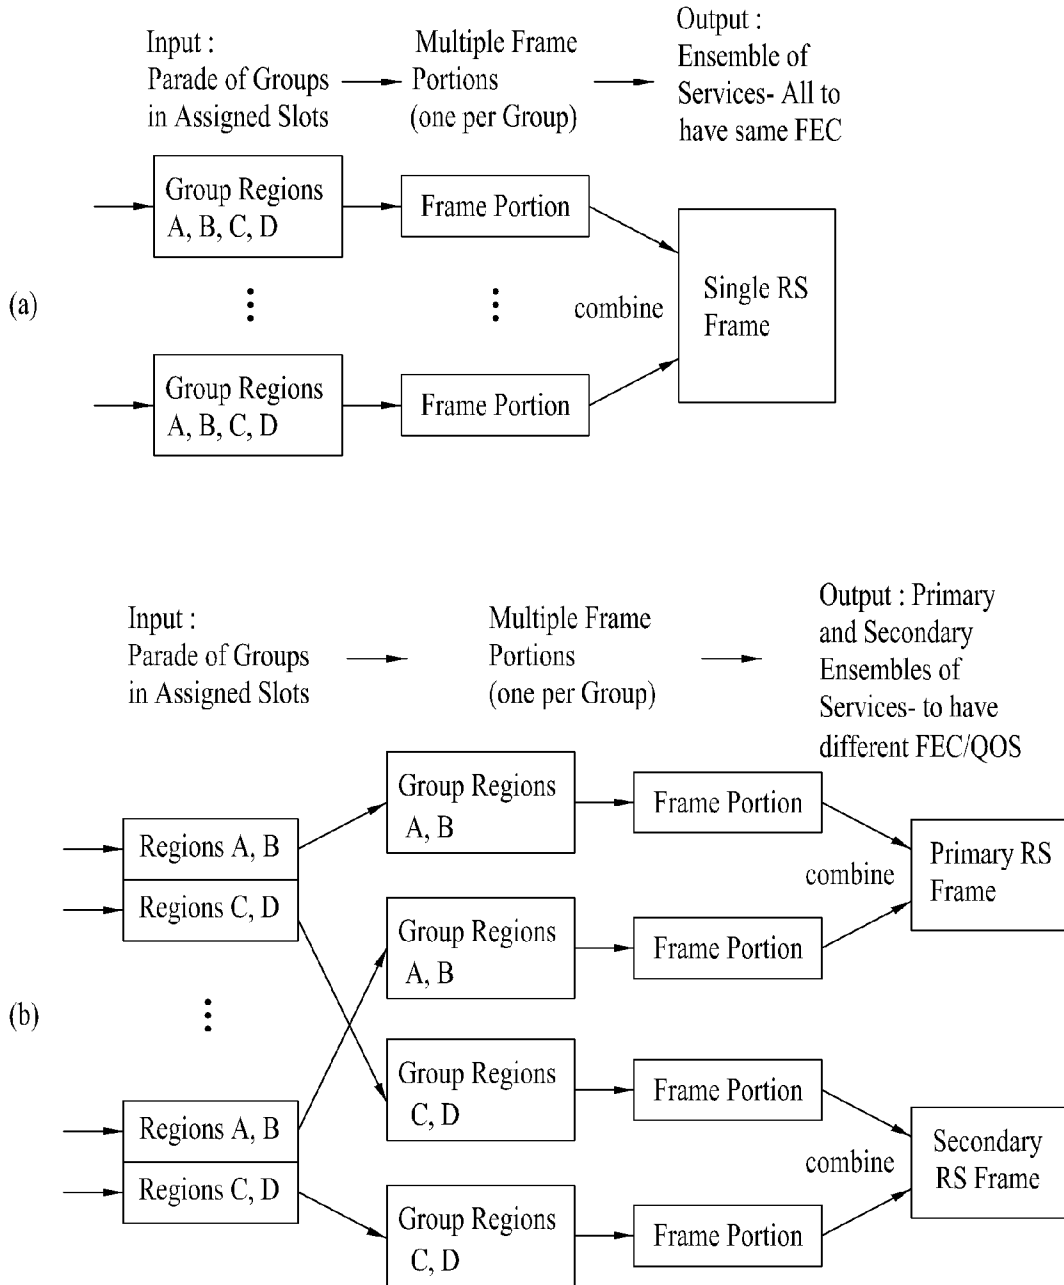 Input :
Parade of Groups
in Assigned Slots
Multiple Frame
Portions
(one per Group)
Output :
Ensemble of
Services- All to
have same FEC
Group Regions
A, B, C, D
Frame Portion
(a)
combine
Single RS
Frame
Group Regions
A, B, C, D
Frame Portion
Input :
Parade of Groups
in Assigned Slots
Multiple Frame
Portions
(one per Group)
Output : Primary
and Secondary
Ensembles of
Services- to have
different FEC/QOS
Regions A, B
Regions C, D
Group Regions
A, B
Frame Portion
combine
Primary RS
Frame
Group Regions
A, B
Frame Portion
(b)
Group Regions
C, D
Frame Portion
Regions A, B
Regions C, D
combine
Secondary
RS Frame
Group Regions
C, D
Frame Portion